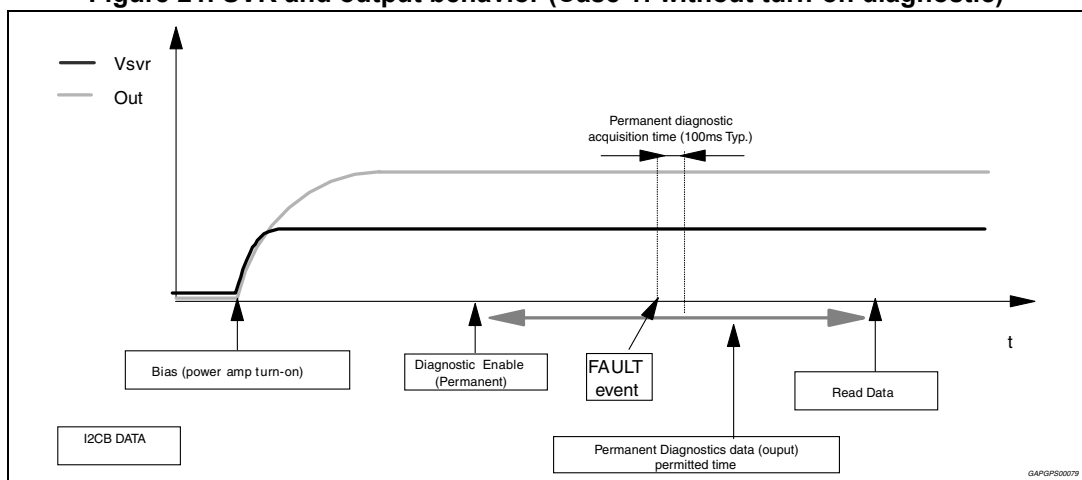 Figure SVR and output behavior (Case 1: without turn-on diagnostic)
Vsvr
Out
Permanent diagnostic
acquisition time (100ms Typ.)
t
Bias (power amp turn-on)
Diagnostic Enable
(Permanent)
FAULT
event
Read Data
I2CB DATA
Permanent Diagnostics data (ouput)
permitted time
GAPGPS00079